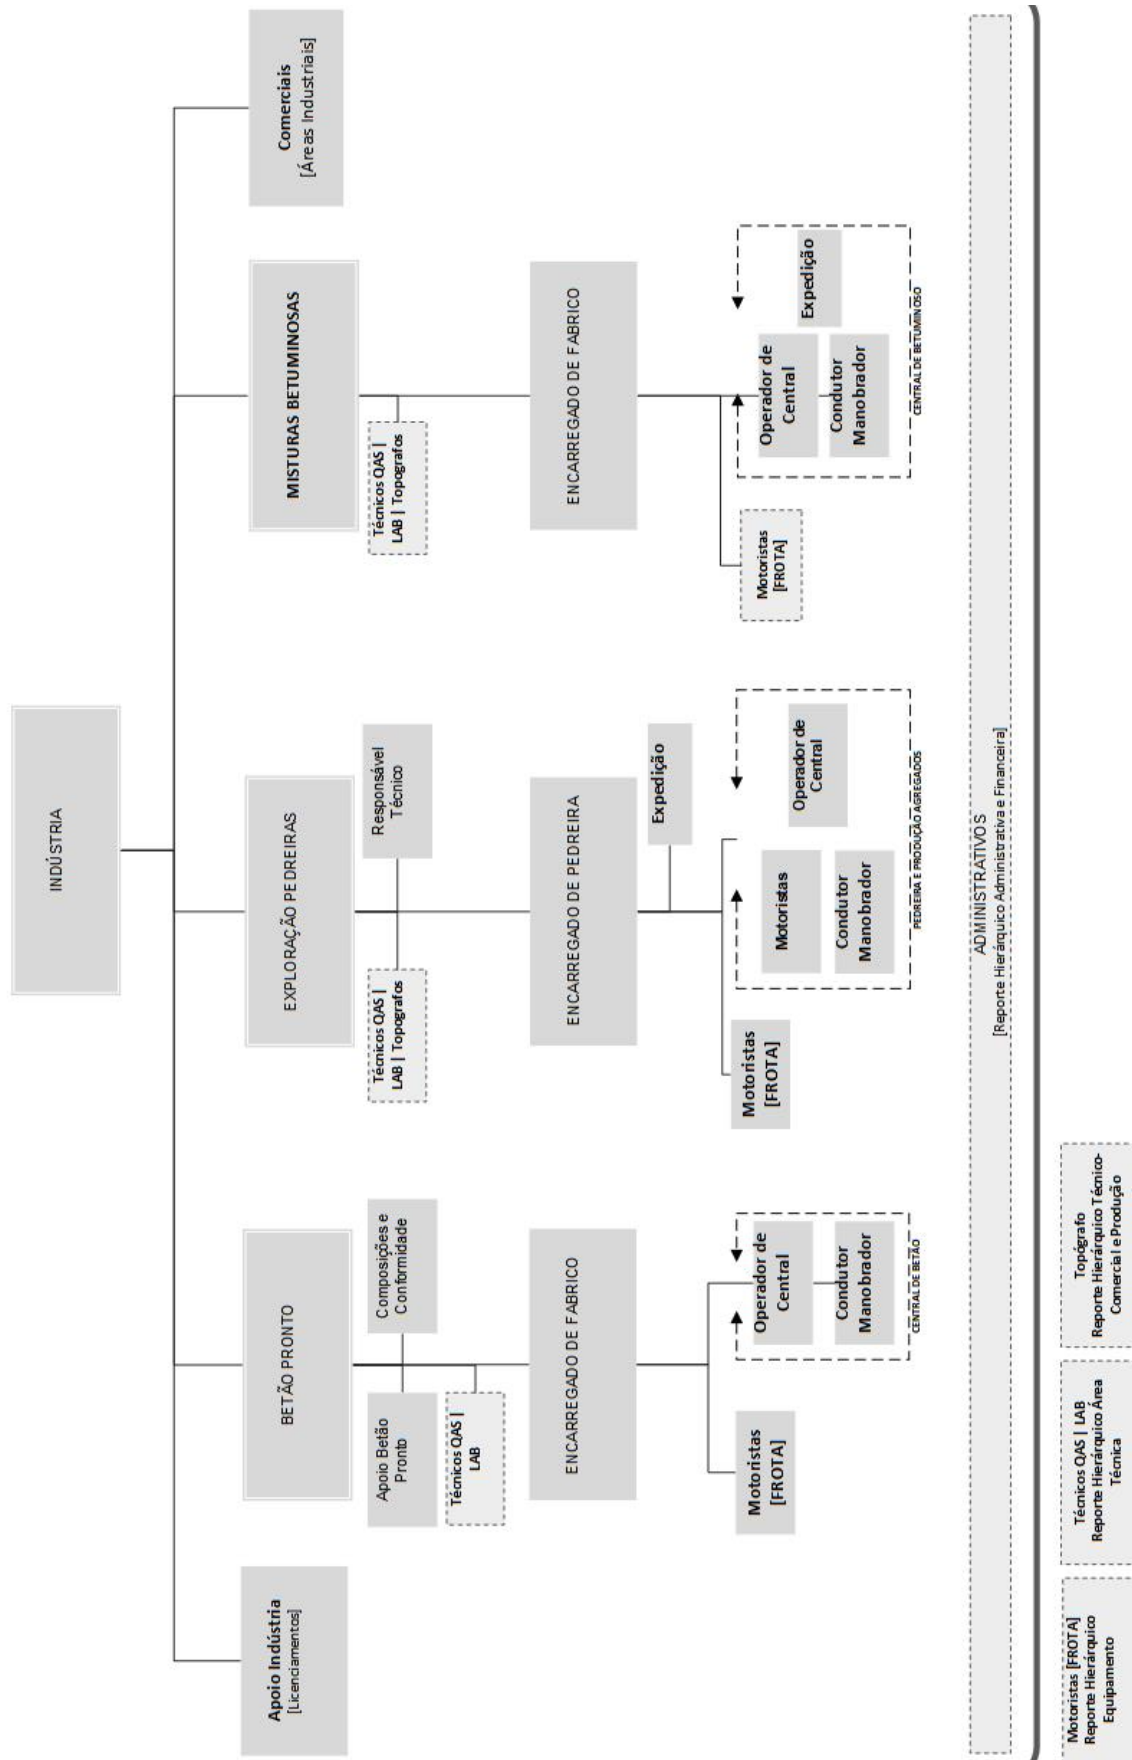 INDÚSTRIA
Apoio Indústria
[Licenciamentos]
BETÃO PRONTO
EXPLORAÇÃO PEDREIRAS
MISTURAS BETUMINOSAS
Comerciais
[Áreas Industriais]
Apoio Betão
Pronto
Composições e
Conformidade
Técnicos QAS |
LAB
Técnicos QAS |
LAB | Topografos
Responsável
Técnico
Técnicos QAS |
LAB | Topografos
ENCARREGADO DE FABRICO
ENCARREGADO DE PEDREIRA
ENCARREGADO DE FABRICO
Expedição
Motoristas
[FROTA]
Operador de
Central
Condutor
Manobrador
CENTRAL DE BETÃO
Motoristas
[FROTA]
Motoristas
Condutor
Manobrador
Operador de
Central
PEDREIRA E PRODUÇÃO AGREGADOS
Motoristas
[FROTA]
Operador de
Central
Condutor
Manobrador
Expedição
CENTRAL DE BETUMINOSO
ADMINISTRATIVOS
[Reporte Hierárquico Administrativa e Financeira]
Motoristas [FROTA]
Reporte Hierárquico
Equipamento
Técnicos QAS | LAB
Reporte Hierárquico Área
Técnica
Topógrafo
Reporte Hierárquico Técnico-
Comercial e Produção